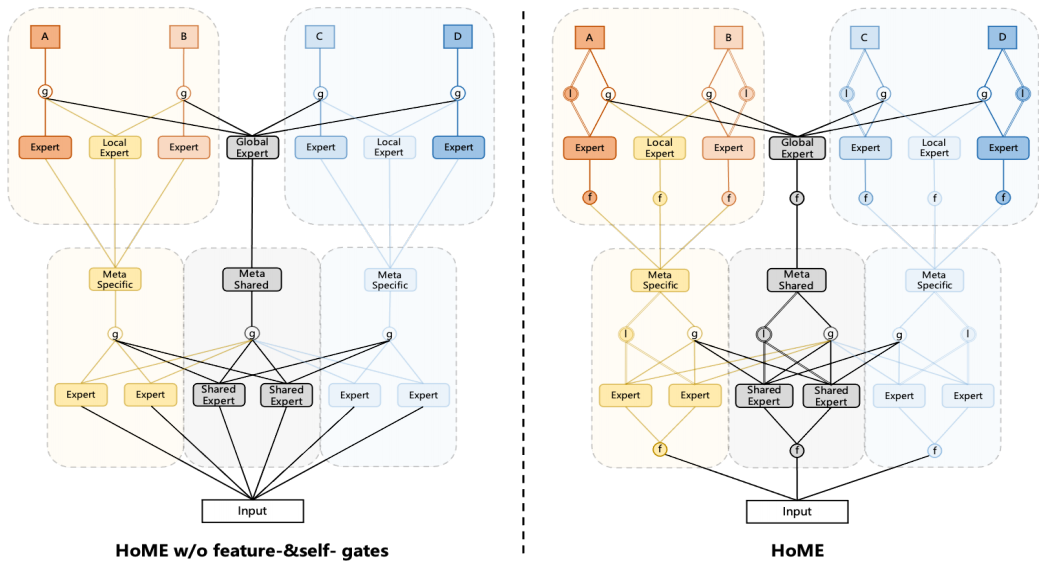 A B C D
g g g g
Expert Local Expert Expert Global Expert Expert Local Expert Expert
Meta Specific Meta Shared Meta Specific
g g g
Expert Expert Shared Expert Shared Expert Expert Expert
Input
HoME w/o feature-&self- gates
A B C D
l g g l l g g l
Expert Local Expert Expert Global Expert Expert Local Expert Expert
f f f f f f f
Meta Specific Meta Shared Meta Specific
l g l g g l
Expert Expert Shared Expert Shared Expert Expert Expert
f f f
Input
HoME